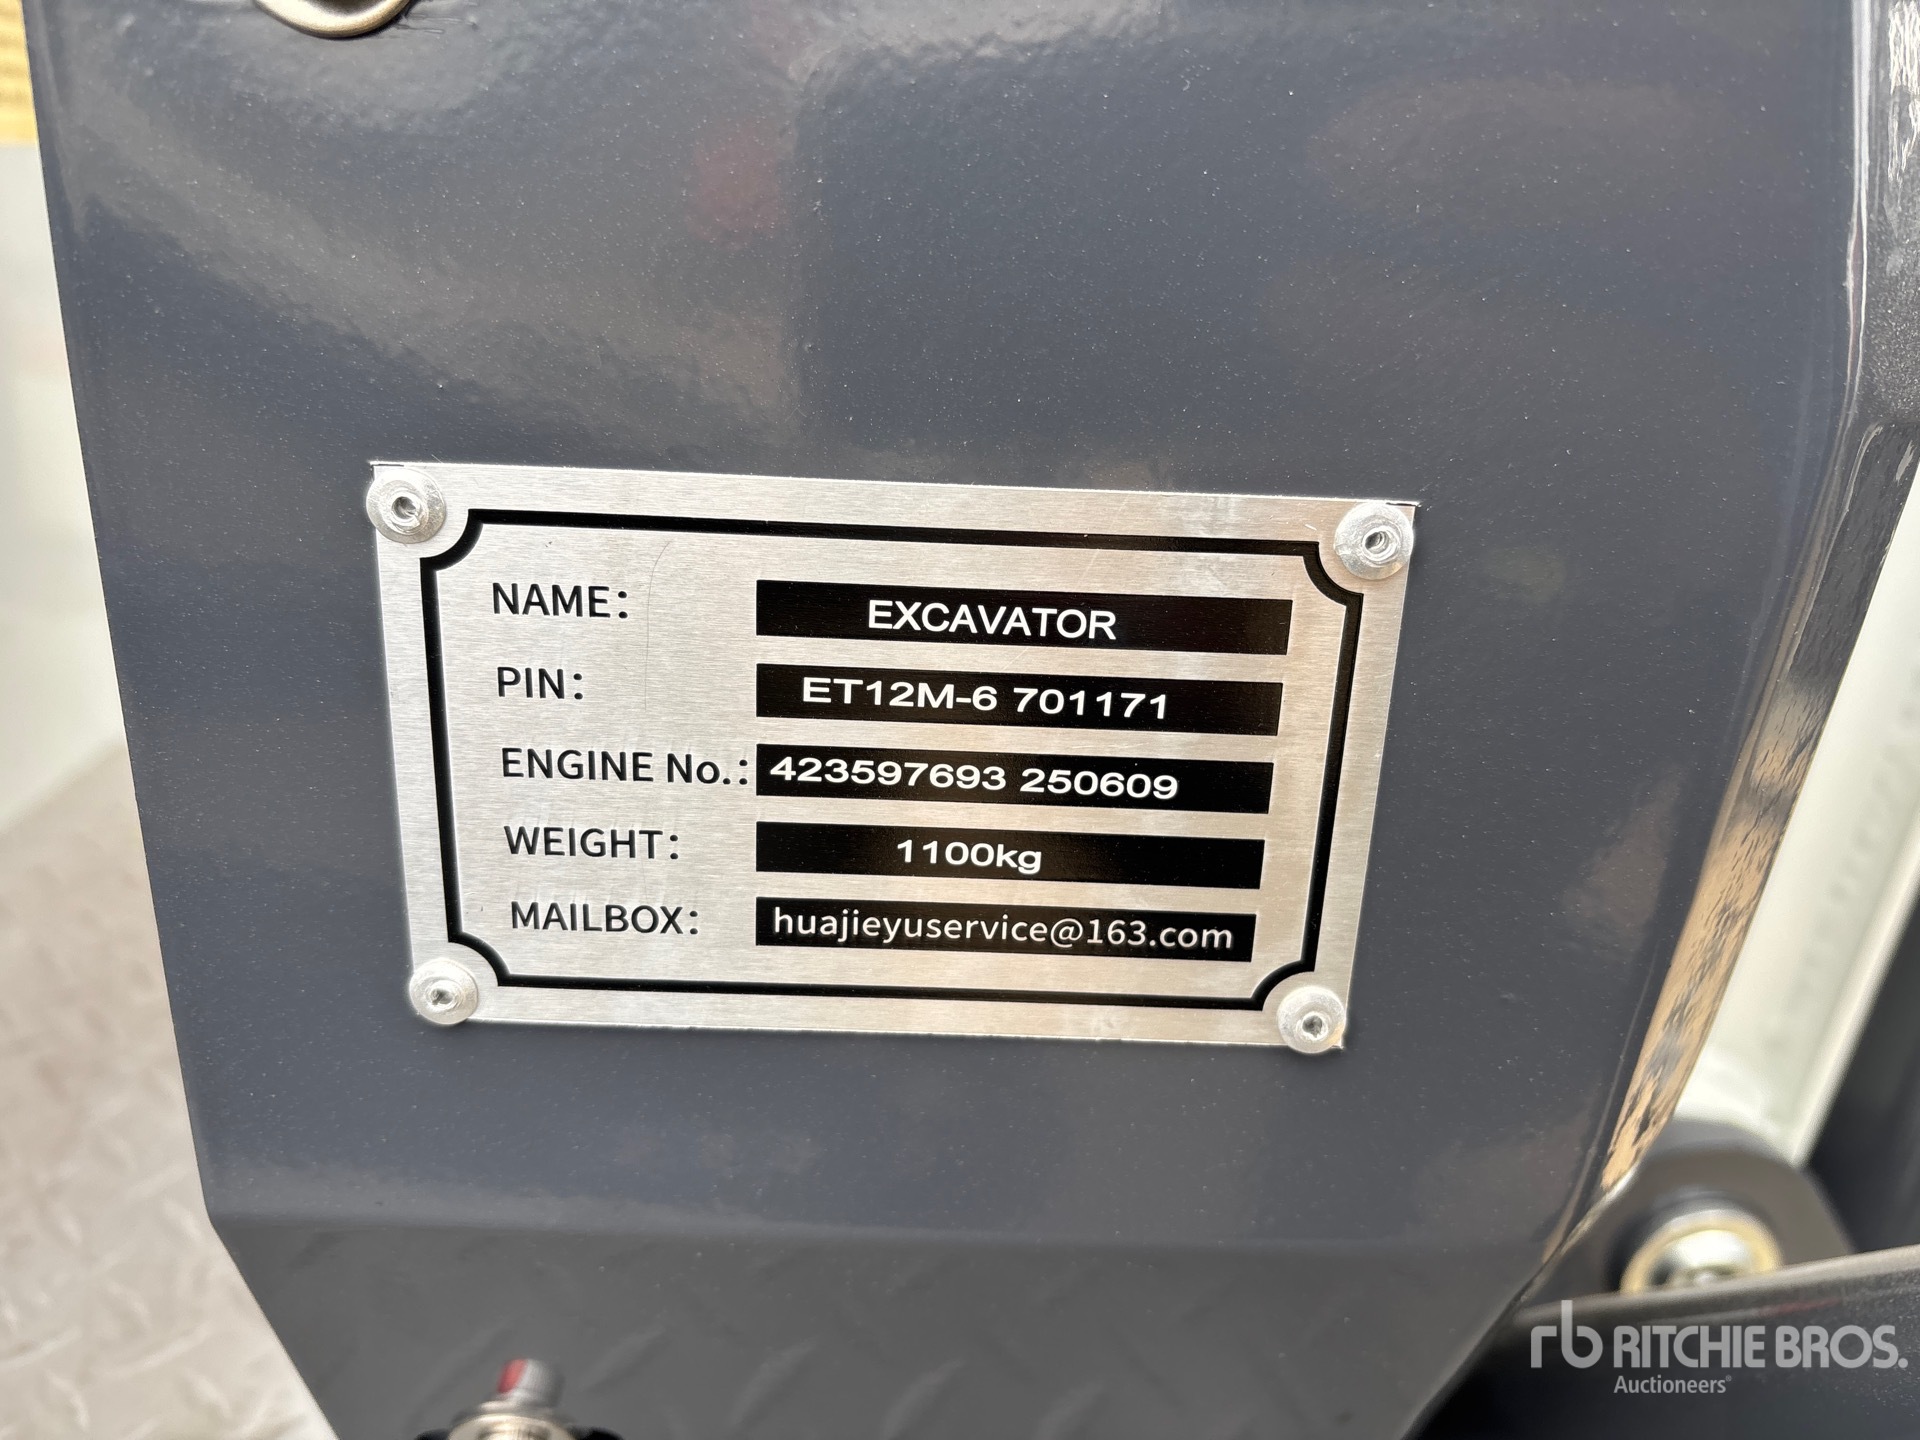 NAME: EXCAVATOR
PIN: ET12M-6 701171
ENGINE No.: 423597693 250609
WEIGHT: 1100kg
MAILBOX: huajieyuservice@163.com
rb RITCHIE BROS.
Auctioneers